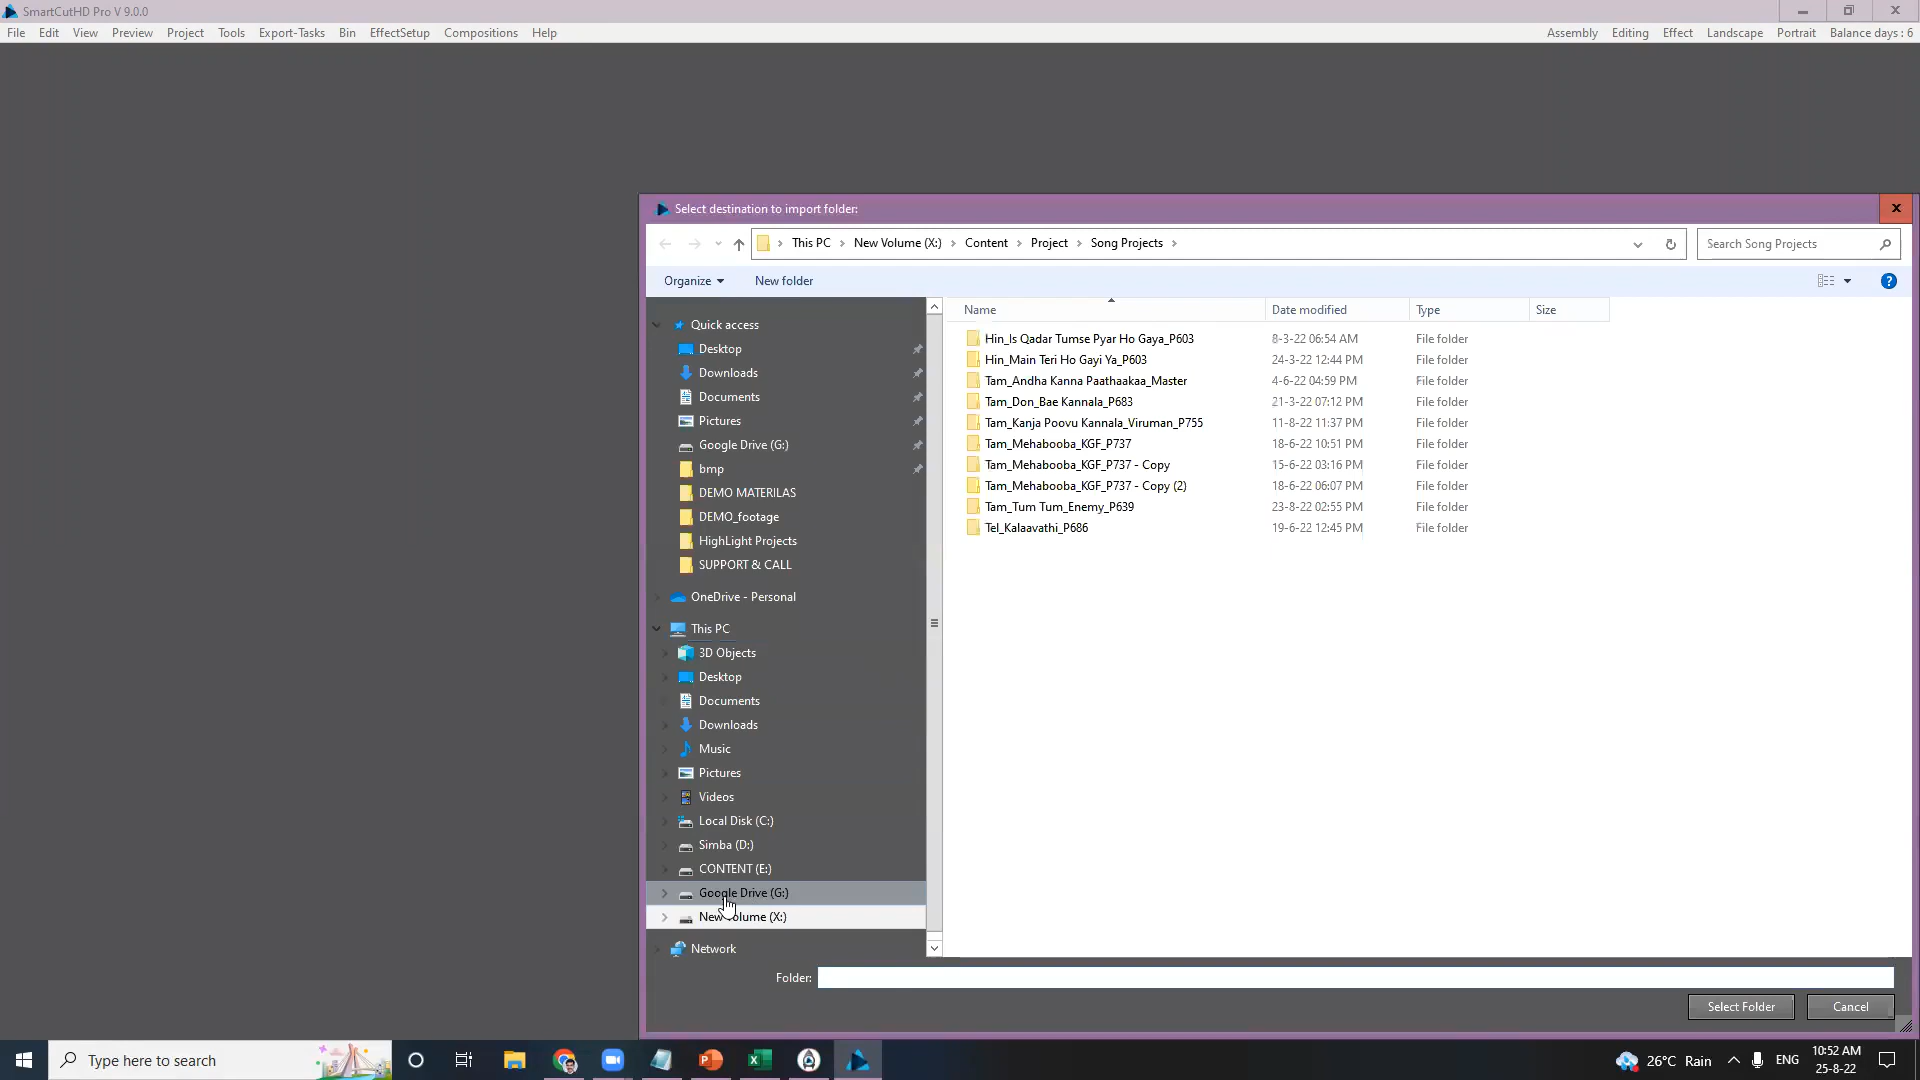 SmartCutHD Pro V 9.0.0
File Edit View Preview Project Tools Export-Tasks Bin EffectSetup Compositions Help Assembly Editing Effect Landscape Portrait Balance days : 6
Select destination to import folder:
This PC New Volume (X:) Content Project Song Projects Search Song Projects
Organize New folder
Name Date modified Type Size
Quick access
Desktop
Downloads
Documents
Pictures
Google Drive (G:)
bmp
DEMO MATERILAS
DEMO_footage
HighLight Projects
SUPPORT & CALL
OneDrive - Personal
This PC
3D Objects
Desktop
Documents
Downloads
Music
Pictures
Videos
Local Disk (C:)
Simba (D:)
CONTENT (E:)
Google Drive (G:)
New Volume (X:)
Network
Hin_Is Qadar Tumse Pyar Ho Gaya_P603 8-3-22 06:54 AM File folder
Hin_Main Teri Ho Gayi Ya_P603 24-3-22 12:44 PM File folder
Tam_Andha Kanna Paathaakaa_Master 4-6-22 04:59 PM File folder
Tam_Don_Bae Kannala_P683 21-3-22 07:12 PM File folder
Tam_Kanja Poovu Kannala_Viruman_P755 11-8-22 11:37 PM File folder
Tam_Mehabooba_KGF_P737 18-6-22 10:51 PM File folder
Tam_Mehabooba_KGF_P737 - Copy 15-6-22 03:16 PM File folder
Tam_Mehabooba_KGF_P737 - Copy (2) 18-6-22 06:07 PM File folder
Tam_Tum Tum_Enemy_P639 23-8-22 02:55 PM File folder
Tel_Kalaavathi_P686 19-6-22 12:45 PM File folder
Folder:
Select Folder Cancel
Type here to search
26°C Rain ENG 10:52 AM
25-8-22